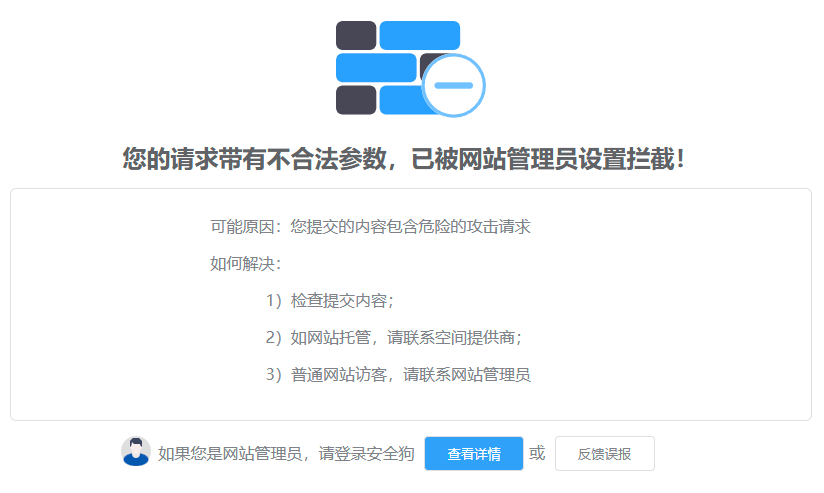 您的请求带有不合法参数，已被网站管理员设置拦截！
可能原因：您提交的内容包含危险的攻击请求
如何解决：
1）检查提交内容；
2）如网站托管，请联系空间提供商；
3）普通网站访客，请联系网站管理员
如果您是网站管理员，请登录安全狗 查看详情 或 反馈误报